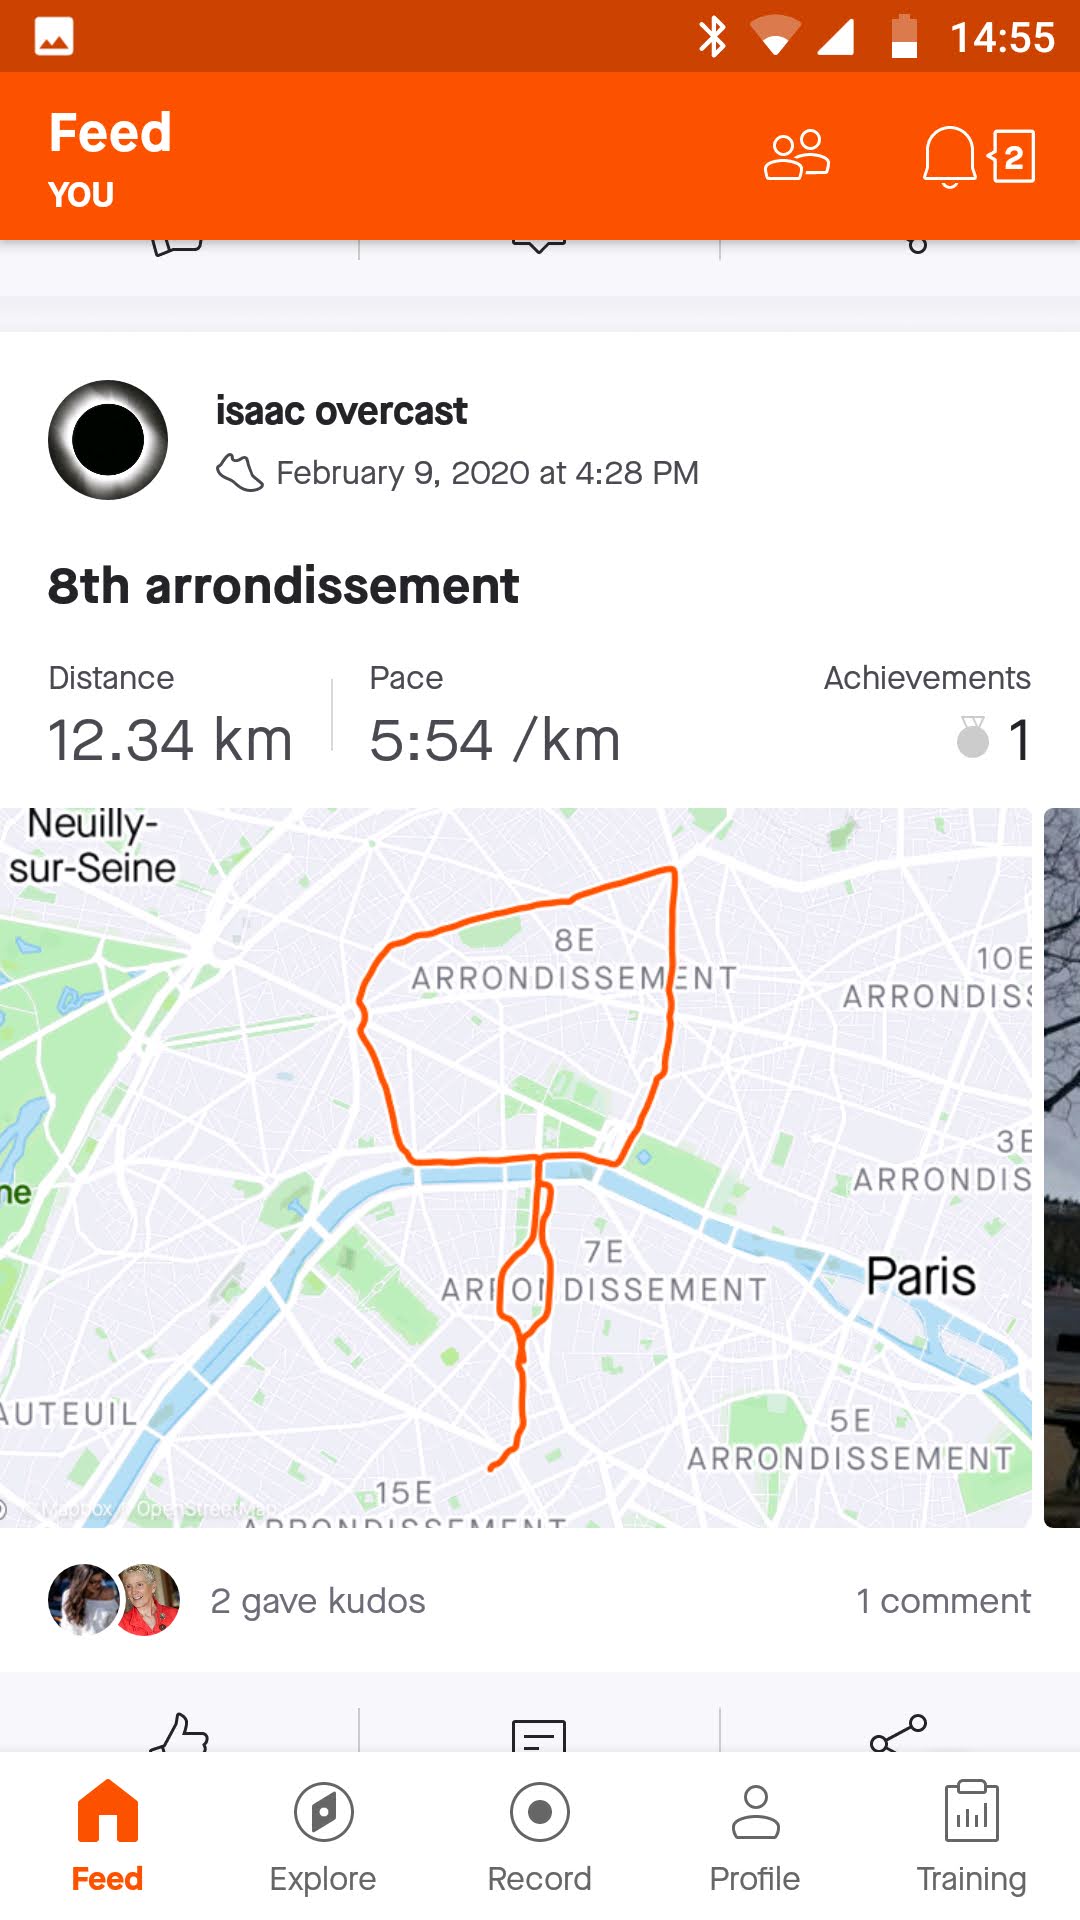 14:55
Feed
YOU
2
isaac overcast
February 9, 2020 at 4:28 PM
8th arrondissement
Distance
Pace
Achievements
12.34 km
5:54 /km
1
Neuilly-
sur-Seine
8E
ARRONDISSEMENT
10E
ARRONDISS
3E
ARRONDIS
ne
7E
ARRONDISSEMENT
Paris
AUTEUIL
5E
ARRONDISSEMENT
15E
ARRONDISSEMENT
© Mapbox © OpenStreetMap
2 gave kudos
1 comment
Feed
Explore
Record
Profile
Training